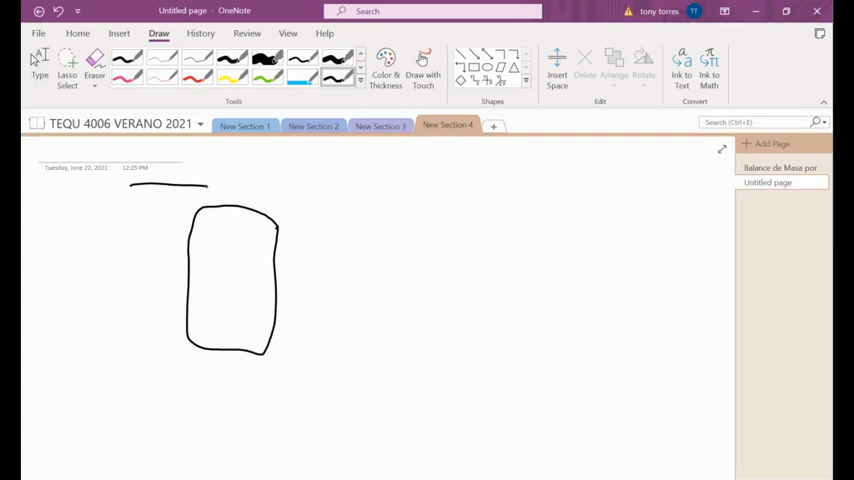 Untitled page - OneNote
Search
tony torres
TT
File Home Insert Draw History Review View Help
Type
Lasso Select
Eraser
Color & Thickness
Draw with Touch
Insert Space
Delete
Arrange
Rotate
Ink to Text
Ink to Math
Tools
Shapes
Edit
Convert
TEQU 4006 VERANO 2021
New Section 1
New Section 2
New Section 3
New Section 4
Search (Ctrl+E)
Tuesday, June 22, 2021 12:25 PM
Add Page
Balance de Masa por
Untitled page